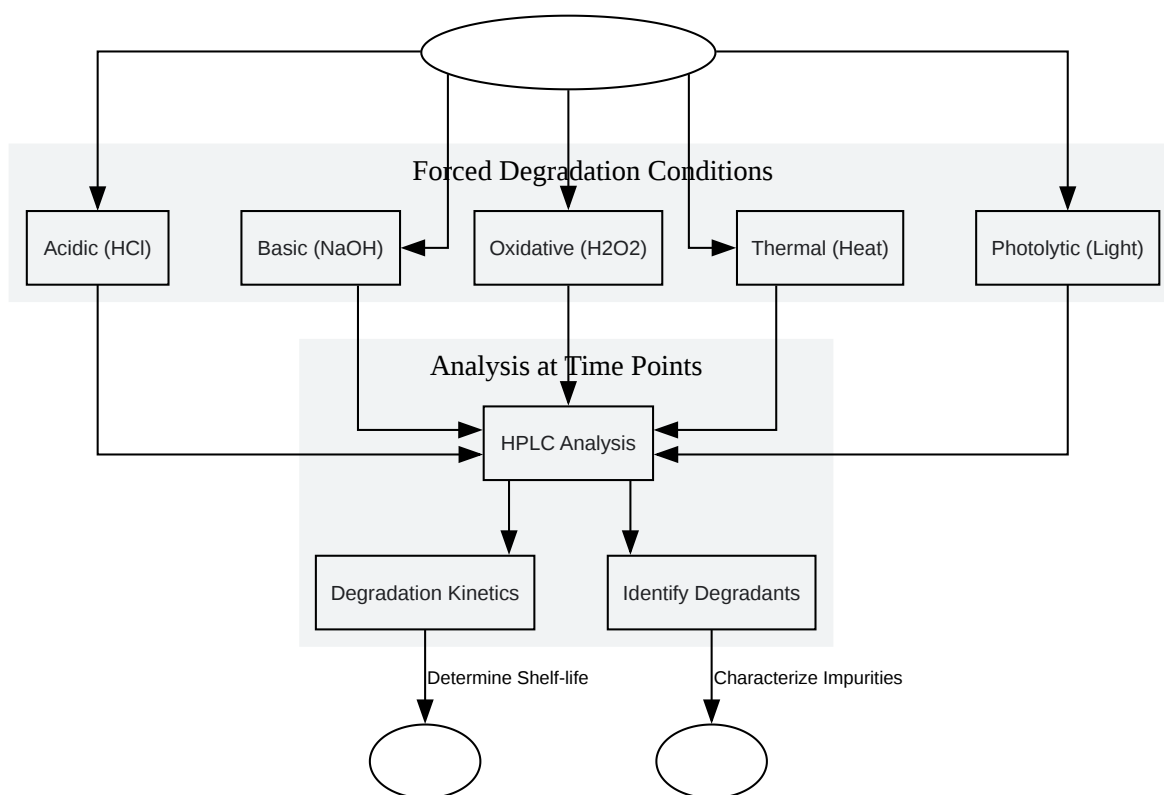 Forced Degradation Conditions
Acidic (HCl)
Basic (NaOH)
Oxidative (H2O2)
Thermal (Heat)
Photolytic (Light)
Analysis at Time Points
HPLC Analysis
Degradation Kinetics
Identify Degradants
Determine Shelf-life
Characterize Impurities